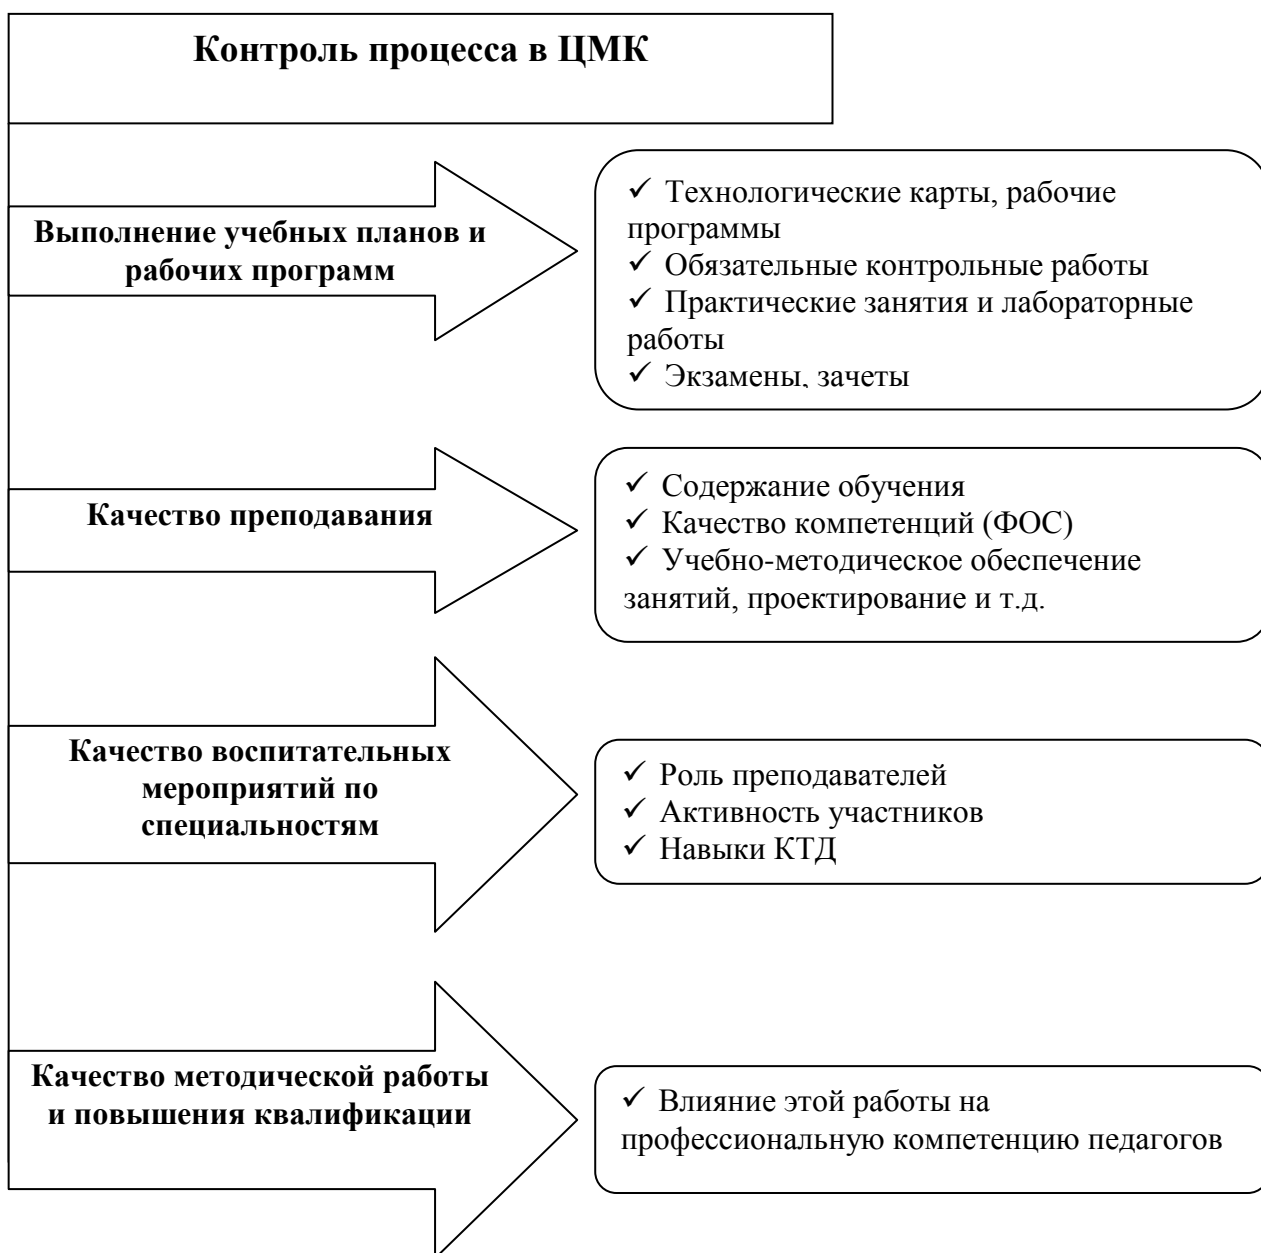 Контроль процесса в ЦМК
Выполнение учебных планов и
рабочих программ
✓ Технологические карты, рабочие
программы
✓ Обязательные контрольные работы
✓ Практические занятия и лабораторные
работы
✓ Экзамены, зачеты
Качество преподавания
✓ Содержание обучения
✓ Качество компетенций (ФОС)
✓ Учебно-методическое обеспечение
занятий, проектирование и т.д.
Качество воспитательных
мероприятий по
специальностям
✓ Роль преподавателей
✓ Активность участников
✓ Навыки КТД
Качество методической работы
и повышения квалификации
✓ Влияние этой работы на
профессиональную компетенцию педагогов